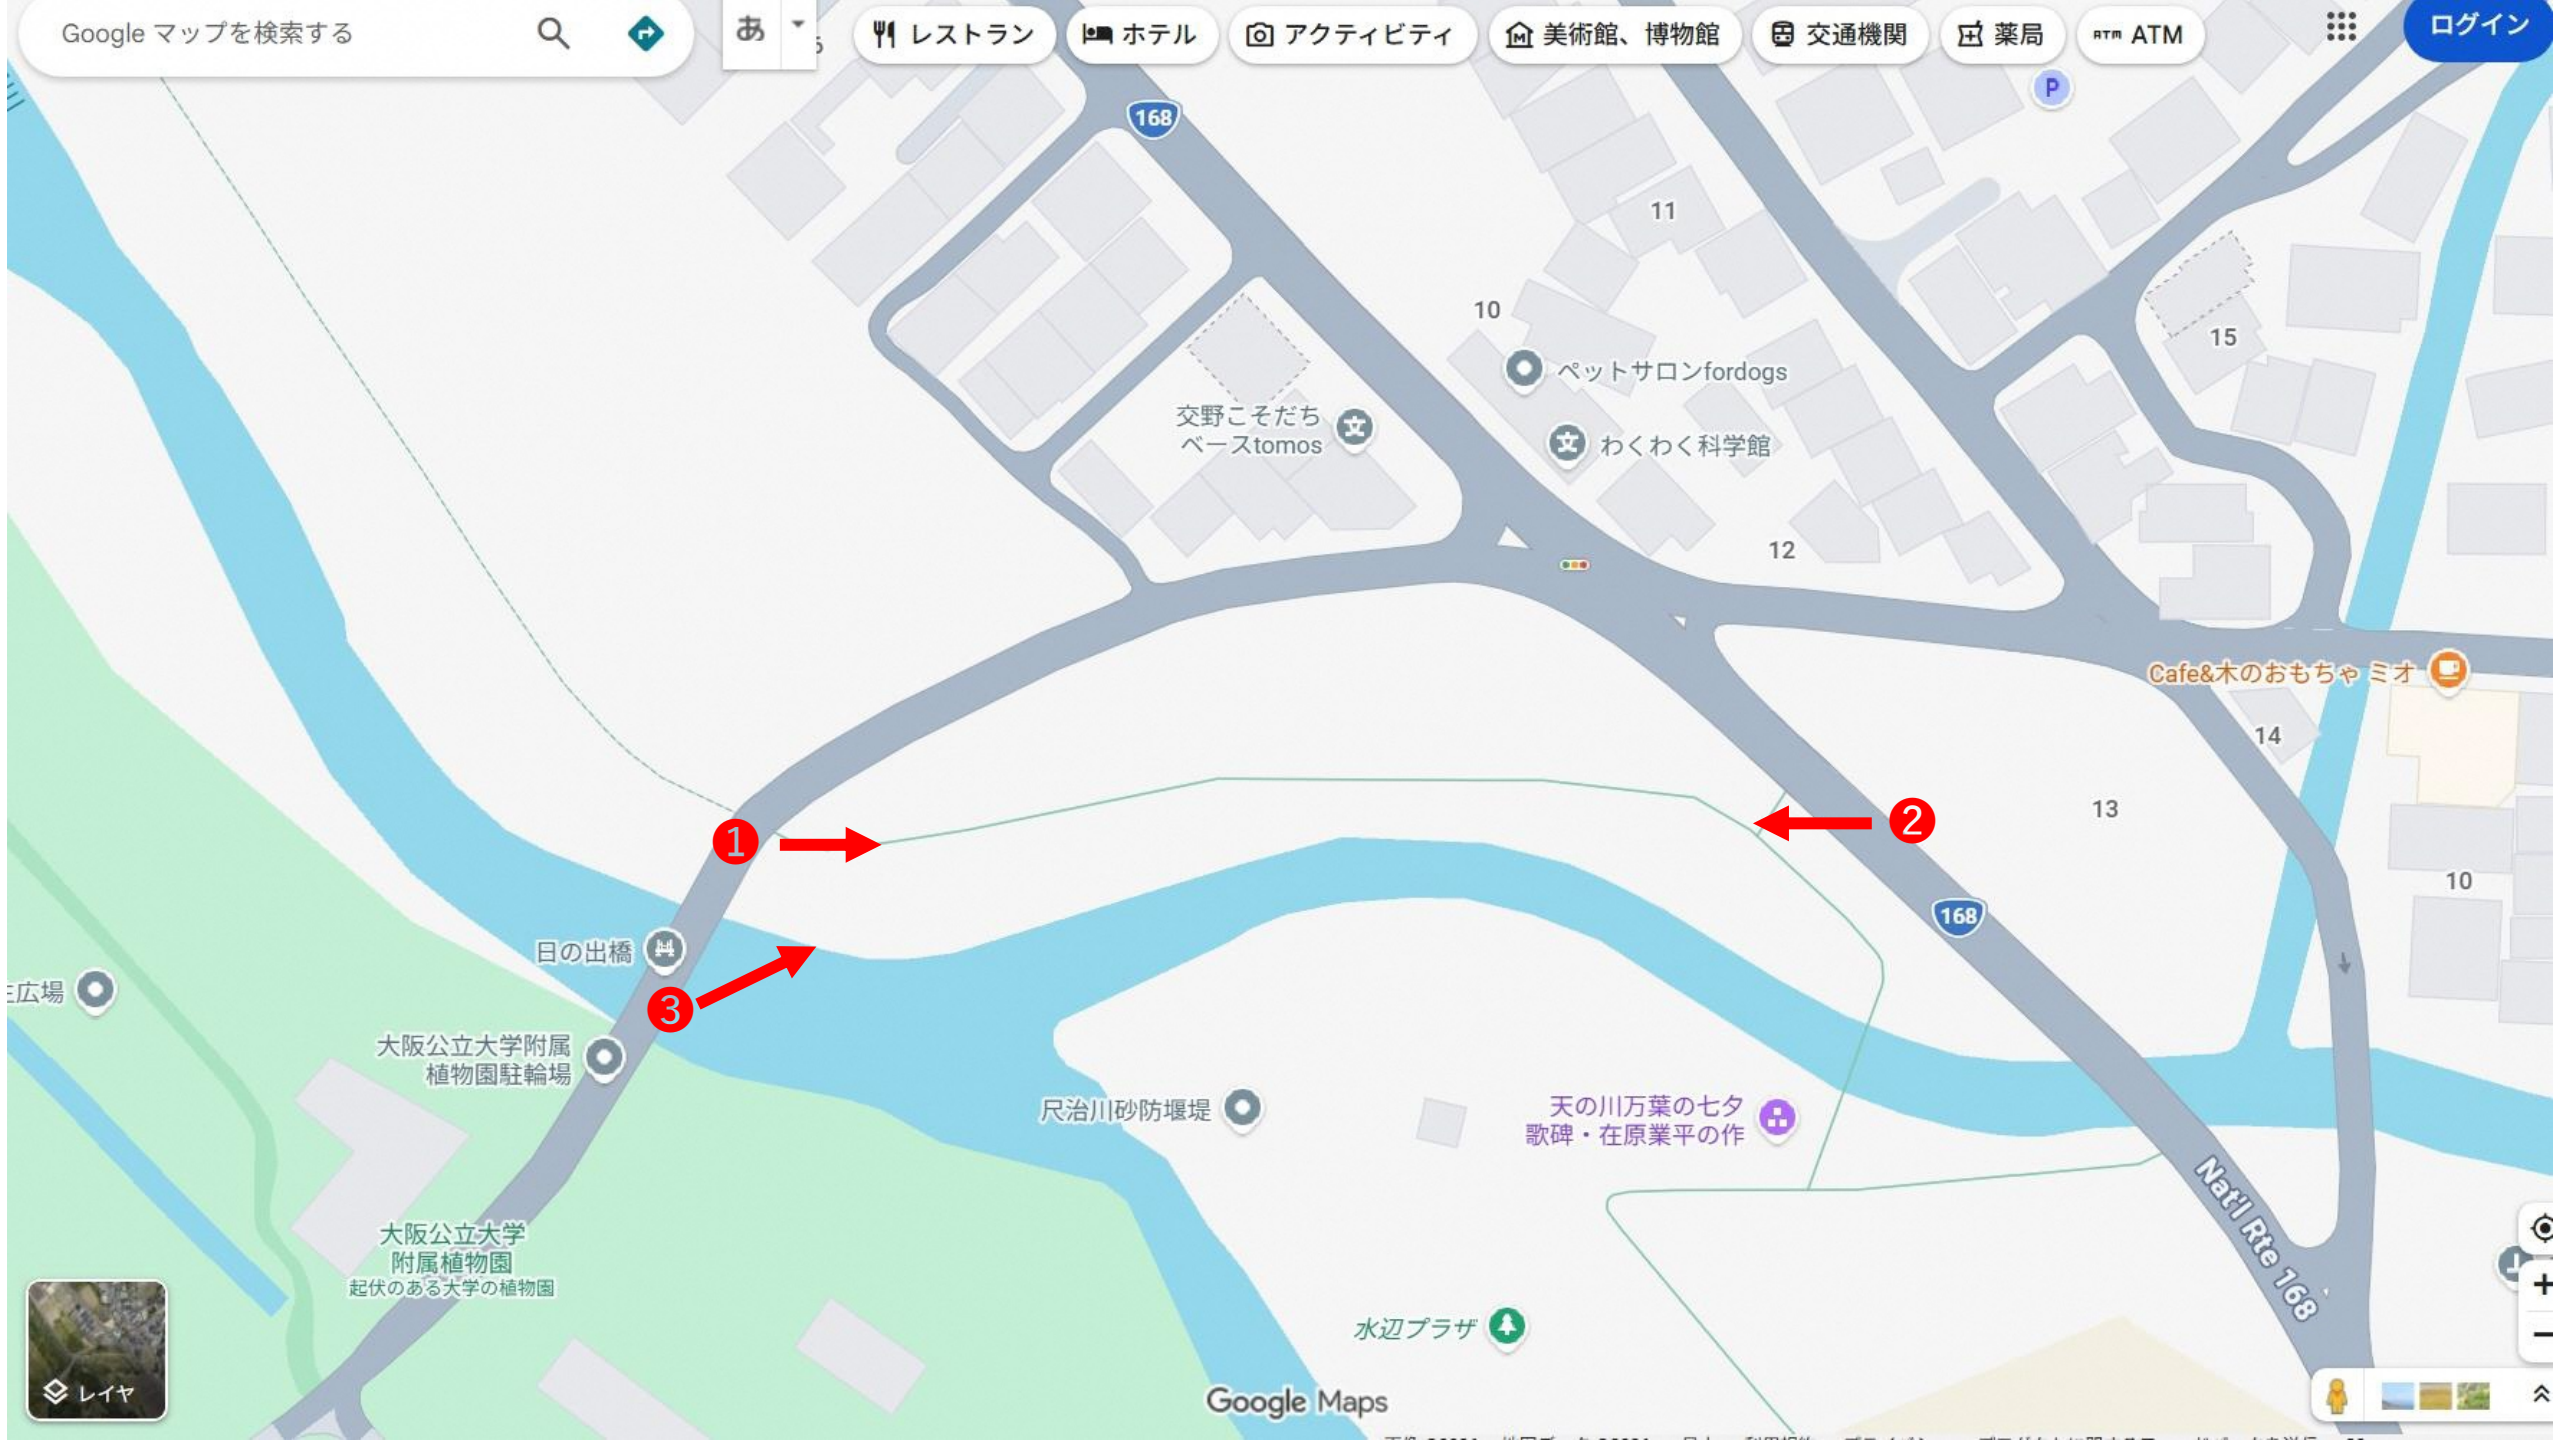 Google マップを検索する
あ
レストラン
ホテル
アクティビティ
美術館、博物館
交通機関
薬局
ATM ATM
ログイン
P
168
11
10
15
ペットサロンfordogs
交野こそだち
ベースtomos
わくわく科学館
12
Cafe&木のおもちゃ ミオ
14
13
1
2
10
168
日の出橋
3
広場
大阪公立大学附属
植物園駐輪場
尺治川砂防堰堤
天の川万葉の七夕
歌碑・在原業平の作
Nat'l Rte 168
大阪公立大学
附属植物園
起伏のある大学の植物園
水辺プラザ
レイヤ
Google Maps